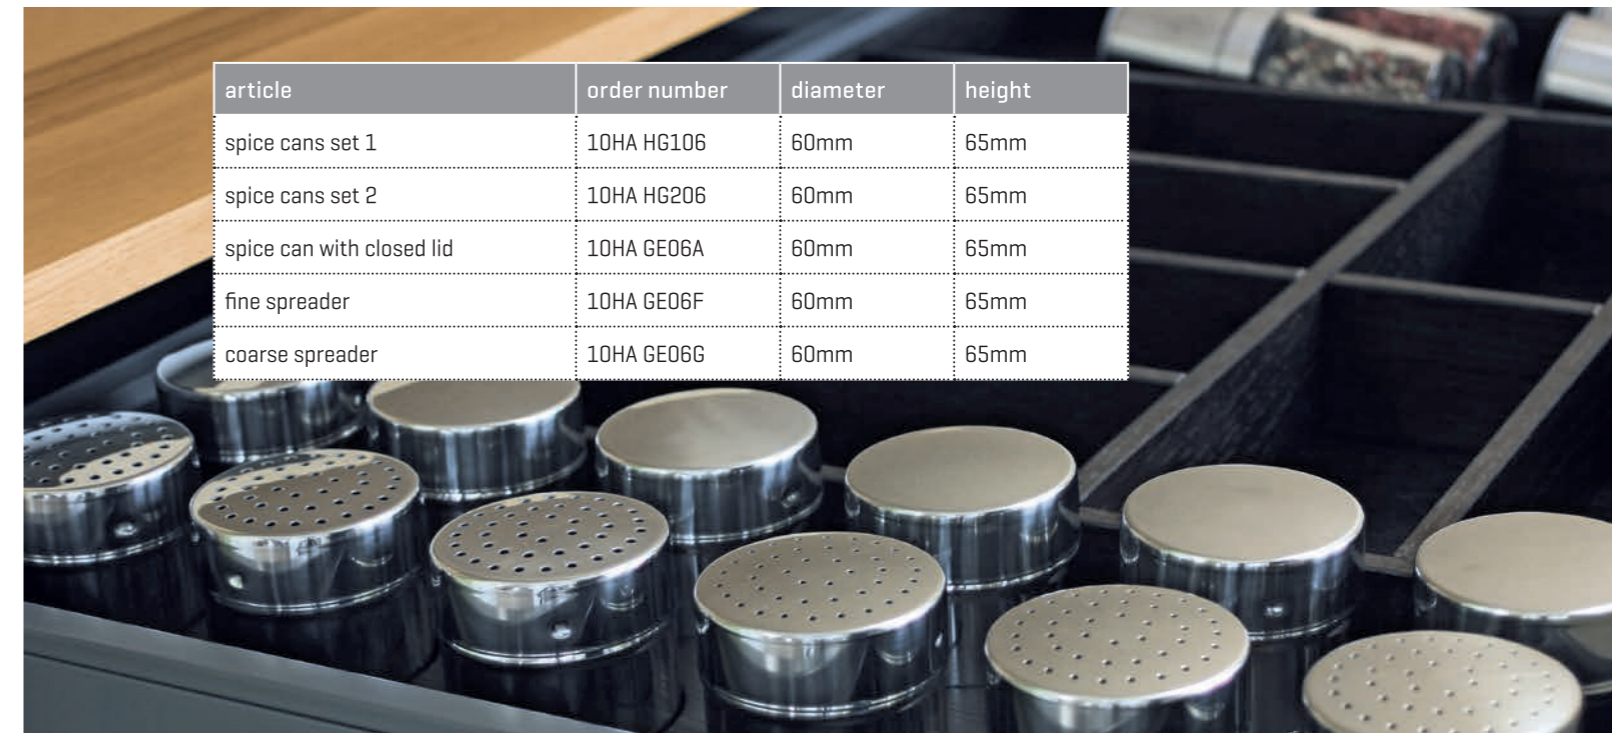 article order number diameter height
spice cans set 1 10HA HG106 60mm 65mm
spice cans set 2 10HA HG206 60mm 65mm
spice can with closed lid 10HA GE06A 60mm 65mm
fine spreader 10HA GE06F 60mm 65mm
coarse spreader 10HA GE06G 60mm 65mm